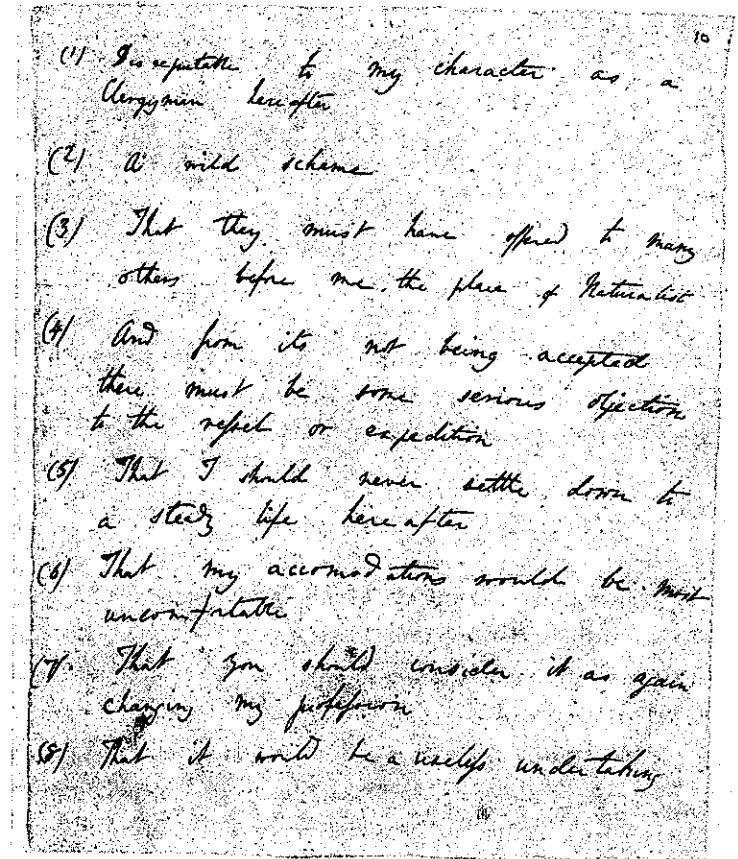 10
(1) Disreputable to my character as a
Clergyman hereafter
(2) A wild scheme
(3) That they must have offered to many
others before me, the place of Naturalist
(4) And from its not being accepted
there must be some serious objection
to the vessel or expedition
(5) That I should never settle down to
a steady life hereafter
(6) That my accomodations would be most
uncomfortable
(7) That you should consider it as again
changing my profession
(8) That it would be a useless undertaking